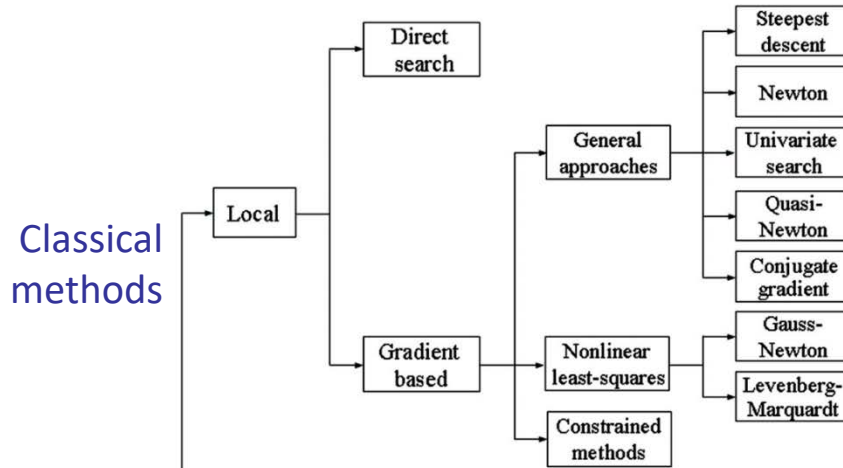 Classical
methods
Local
Direct
search
Gradient
based
General
approaches
Nonlinear
least-squares
Constrained
methods
Steepest
descent
Newton
Univariate
search
Quasi-
Newton
Conjugate
gradient
Gauss-
Newton
Levenberg-
Marquardt